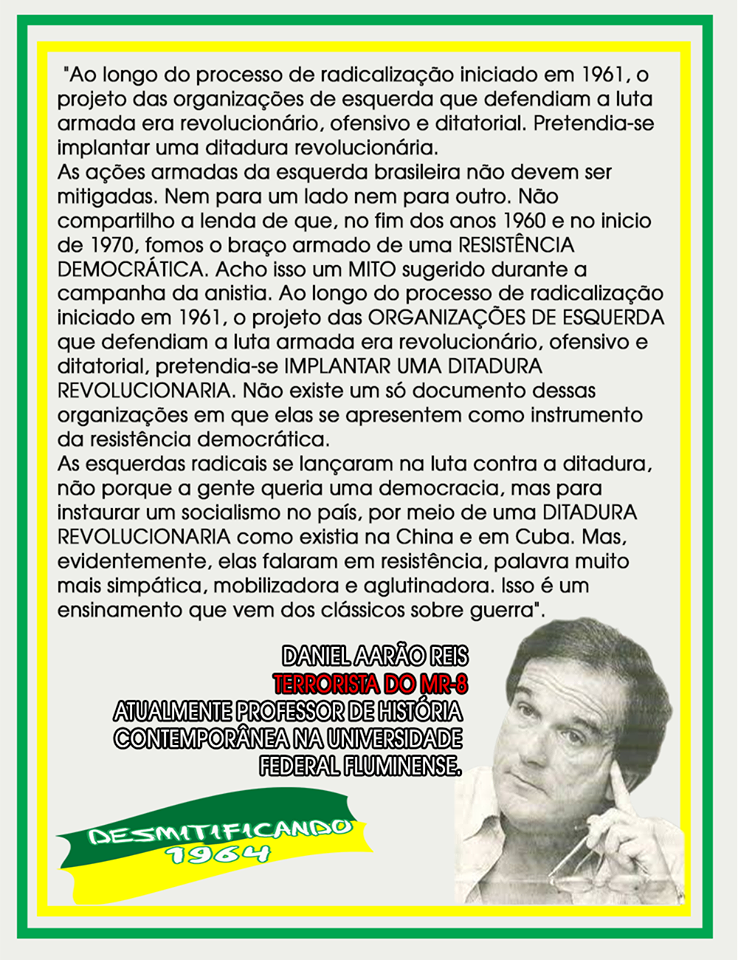 "Ao longo do processo de radicalização iniciado em 1961, o
projeto das organizações de esquerda que defendiam a luta
armada era revolucionário, ofensivo e ditatorial. Pretendia-se
implantar uma ditadura revolucionária.
As ações armadas da esquerda brasileira não devem ser
mitigadas. Nem para um lado nem para outro. Não
compartilho a lenda de que, no fim dos anos 1960 e no inicio
de 1970, fomos o braço armado de uma RESISTÊNCIA
DEMOCRÁTICA. Acho isso um MITO sugerido durante a
campanha da anistia. Ao longo do processo de radicalização
iniciado em 1961, o projeto das ORGANIZAÇÕES DE ESQUERDA
que defendiam a luta armada era revolucionário, ofensivo e
ditatorial, pretendia-se IMPLANTAR UMA DITADURA
REVOLUCIONARIA. Não existe um só documento dessas
organizações em que elas se apresentem como instrumento
da resistência democrática.
As esquerdas radicais se lançaram na luta contra a ditadura,
não porque a gente queria uma democracia, mas para
instaurar um socialismo no país, por meio de uma DITADURA
REVOLUCIONARIA como existia na China e em Cuba. Mas,
evidentemente, elas falaram em resistência, palavra muito
mais simpática, mobilizadora e aglutinadora. Isso é um
ensinamento que vem dos clássicos sobre guerra".
DANIEL AARÃO REIS
TERRORISTA DO MR-8
ATUALMENTE PROFESSOR DE HISTÓRIA
CONTEMPORÂNEA NA UNIVERSIDADE
FEDERAL FLUMINENSE.
DESMITIFICANDO
1964